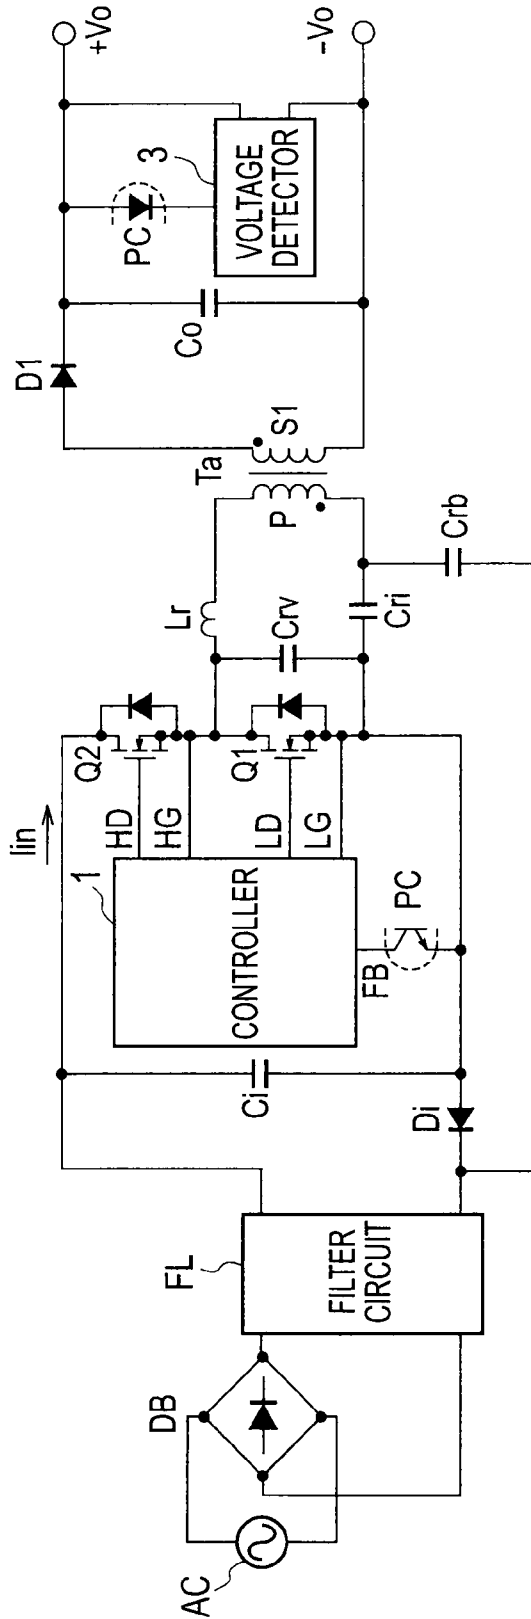 AC
DB
FL
FILTER
CIRCUIT
Di
Ci
1
CONTROLLER
FB
PC
Iin
HD
HG
LD
LG
Q2
Q1
Lr
Crv
Cri
Crb
Ta
P
S1
D1
Co
PC
3
VOLTAGE
DETECTOR
+Vo
-Vo